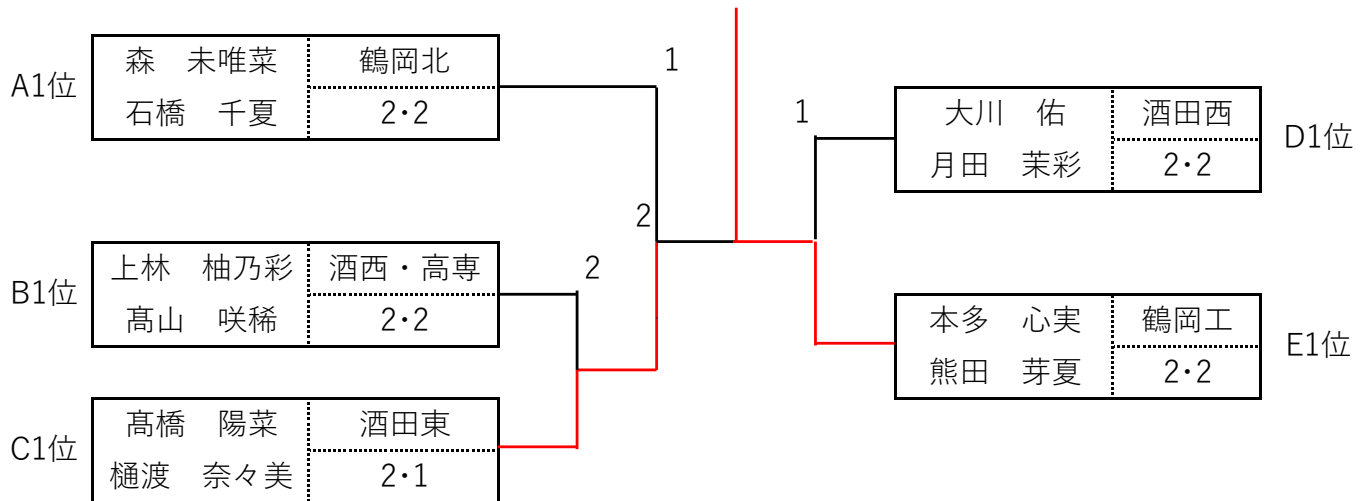 A1位
森　未唯菜
鶴岡北
石橋　千夏
2・2
B1位
上林　柚乃彩
酒西・高専
髙山　咲稀
2・2
C1位
髙橋　陽菜
酒田東
樋渡　奈々美
2・1
1
2
2
1
大川　佑
酒田西
月田　茉彩
2・2
D1位
本多　心実
鶴岡工
熊田　芽夏
2・2
E1位